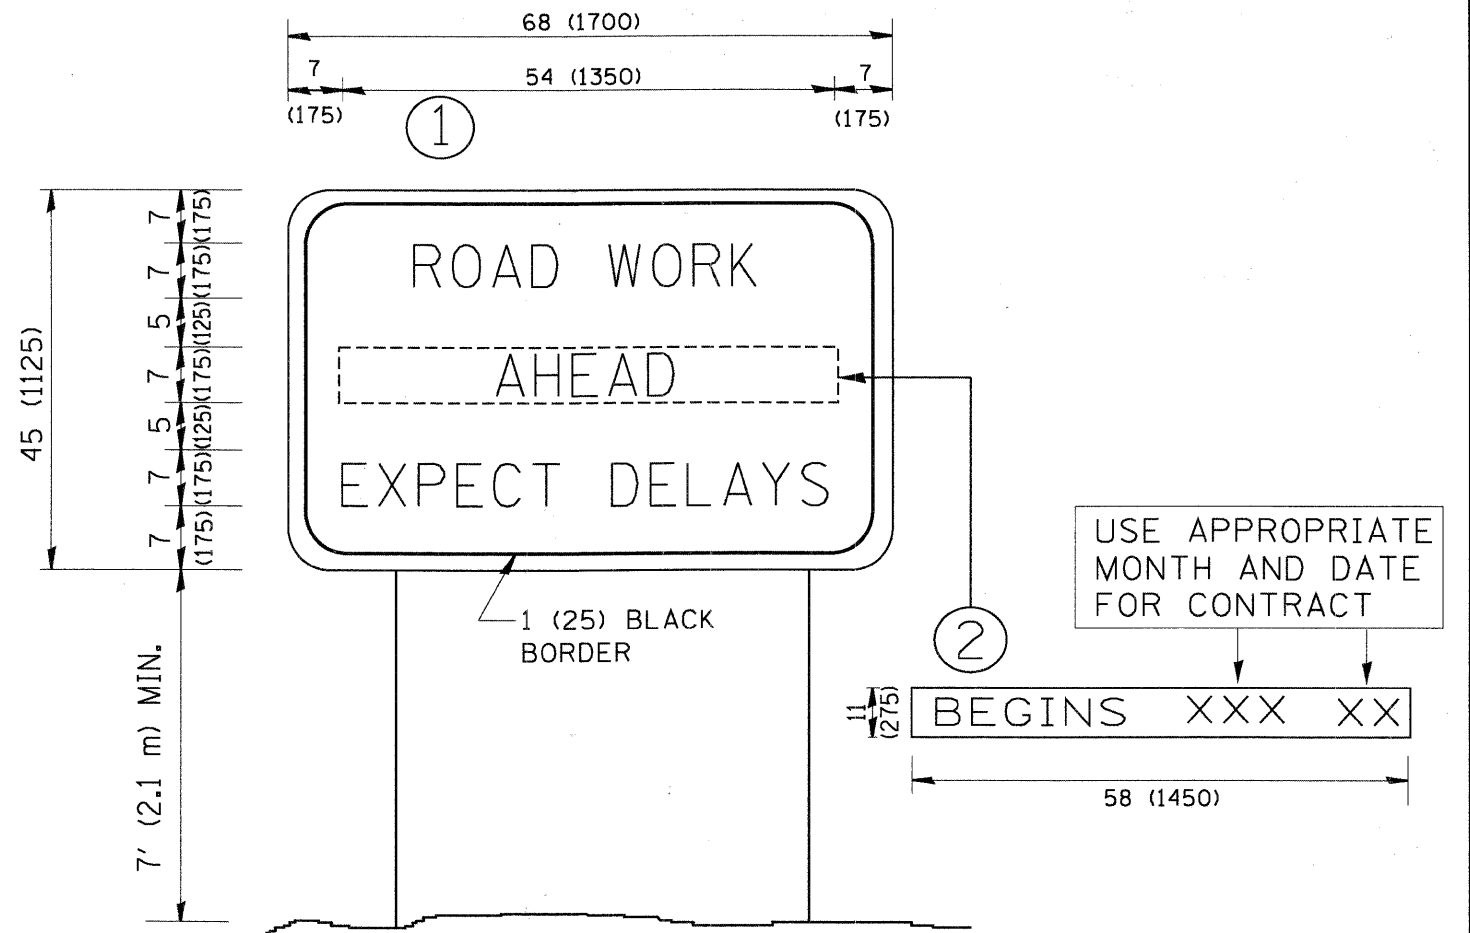 68 (1700)
7
54 (1350)
7
(175)
(175)
1
45 (1125)
7
(175)
7
(175)
5
(125)
7
(175)
5
(125)
7
(175)
7
(175)
ROAD WORK
AHEAD
EXPECT DELAYS
1 (25) BLACK
BORDER
7' (2.1 m) MIN.
USE APPROPRIATE
MONTH AND DATE
FOR CONTRACT
2
11
(275)
BEGINS XXX XX
58 (1450)